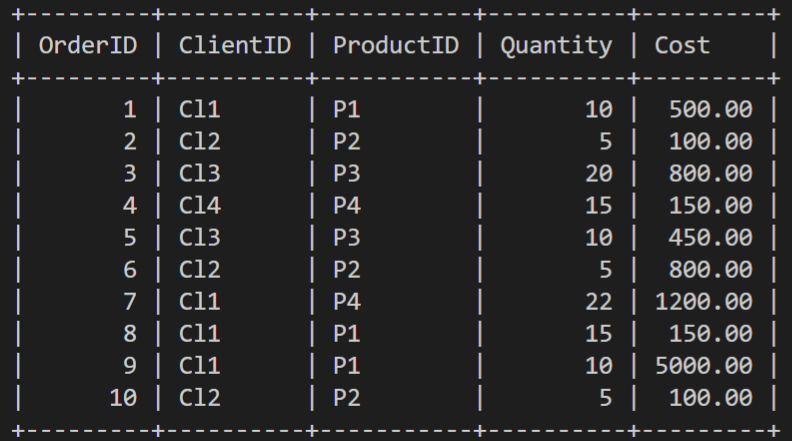 +---------+----------+-----------+----------+---------+
| OrderID | ClientID | ProductID | Quantity | Cost    |
+---------+----------+-----------+----------+---------+
|       1 | Cl1      | P1        |       10 |  500.00 |
|       2 | Cl2      | P2        |        5 |  100.00 |
|       3 | Cl3      | P3        |       20 |  800.00 |
|       4 | Cl4      | P4        |       15 |  150.00 |
|       5 | Cl3      | P3        |       10 |  450.00 |
|       6 | Cl2      | P2        |        5 |  800.00 |
|       7 | Cl1      | P4        |       22 | 1200.00 |
|       8 | Cl1      | P1        |       15 |  150.00 |
|       9 | Cl1      | P1        |       10 | 5000.00 |
|      10 | Cl2      | P2        |        5 |  100.00 |
+---------+----------+-----------+----------+---------+